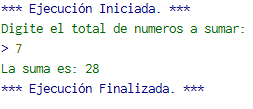 *** Ejecución Iniciada. ***
Digite el total de numeros a sumar:
> 7
La suma es: 28
*** Ejecución Finalizada. ***